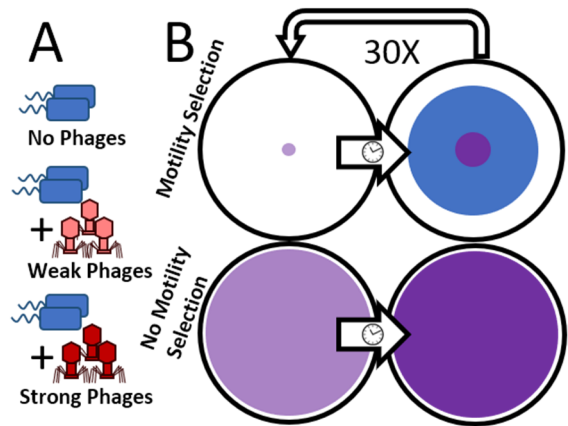 A
B
30X
No Phages
+
Weak Phages
+
Strong Phages
Motility Selection
No Motility
Selection